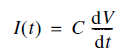 I(t) = C dV/dt